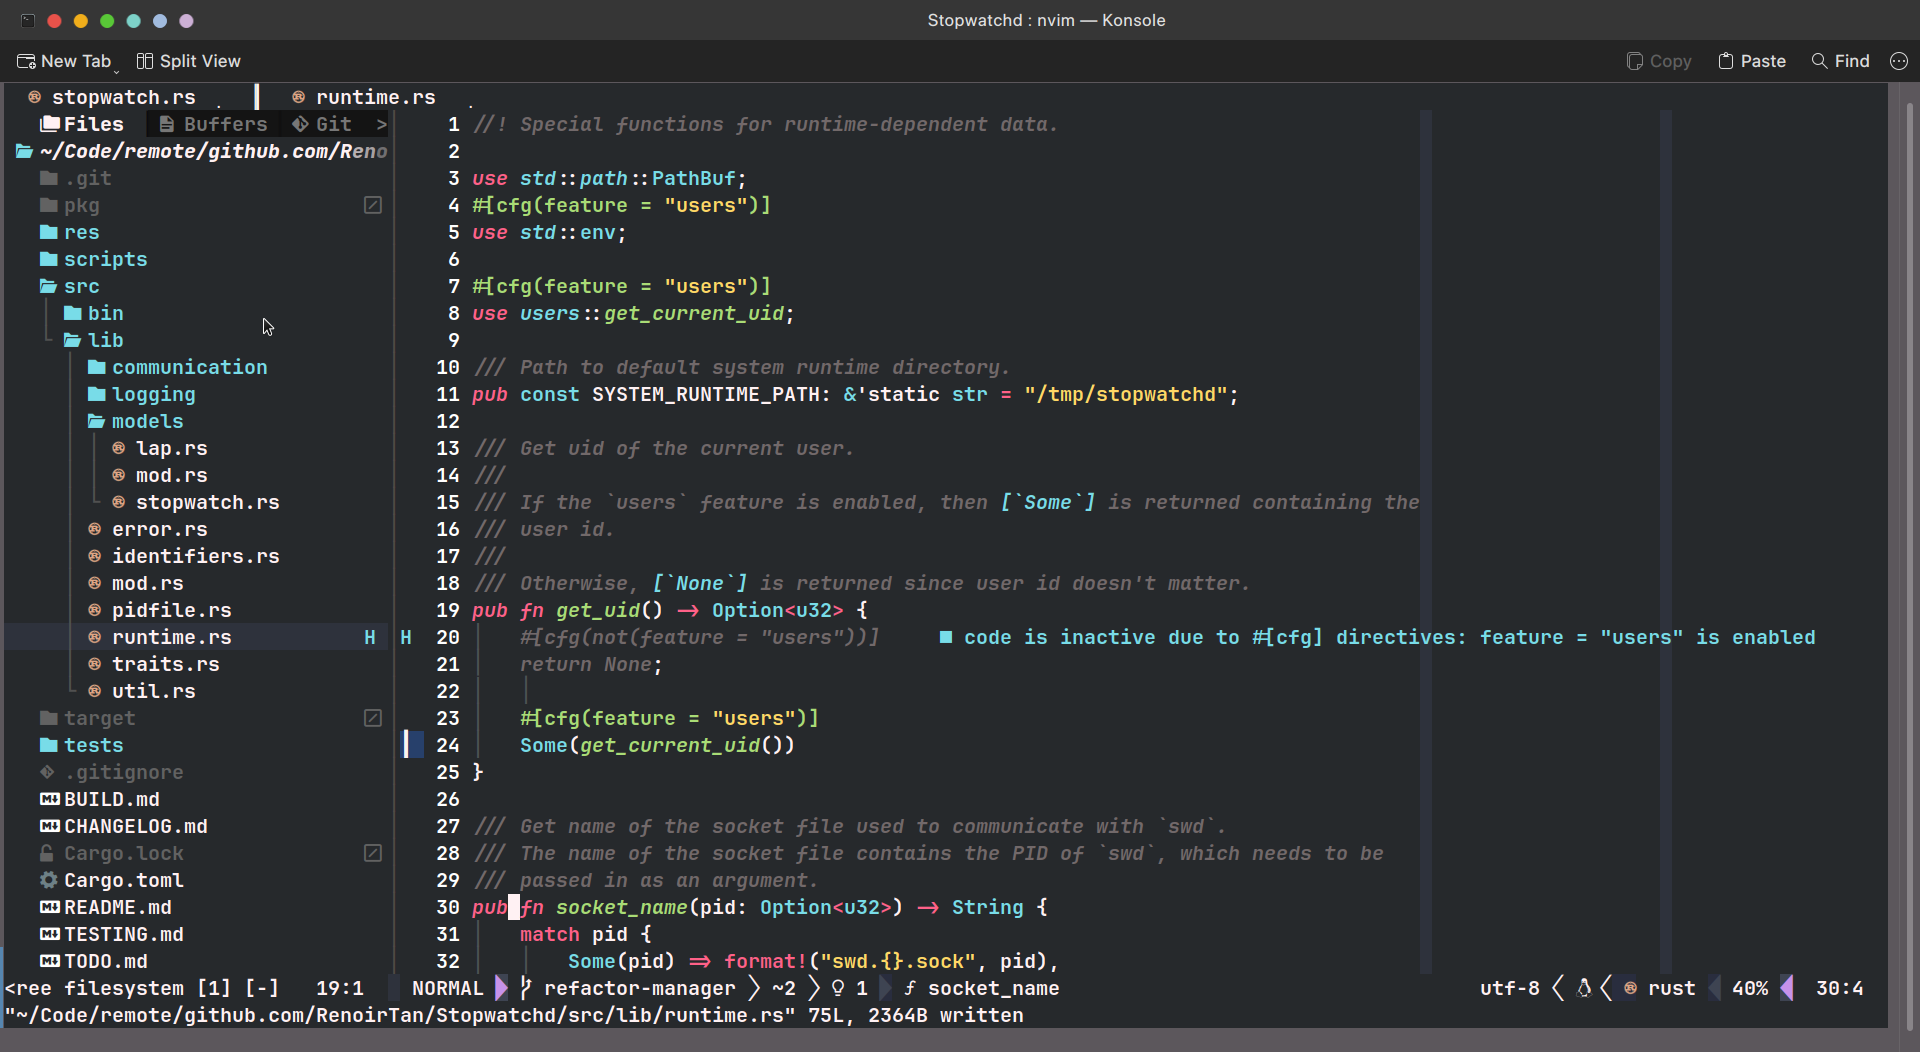 Stopwatchd : nvim — Konsole
New Tab Split View Copy Paste Find
stopwatch.rs runtime.rs
Files Buffers Git >
~/Code/remote/github.com/Reno
.git
pkg
res
scripts
src
bin
lib
communication
logging
models
lap.rs
mod.rs
stopwatch.rs
error.rs
identifiers.rs
mod.rs
pidfile.rs
runtime.rs H
traits.rs
util.rs
target
tests
.gitignore
BUILD.md
CHANGELOG.md
Cargo.lock
Cargo.toml
README.md
TESTING.md
TODO.md
1 //! Special functions for runtime-dependent data.
2
3 use std::path::PathBuf;
4 #[cfg(feature = "users")]
5 use std::env;
6
7 #[cfg(feature = "users")]
8 use users::get_current_uid;
9
10 /// Path to default system runtime directory.
11 pub const SYSTEM_RUNTIME_PATH: &'static str = "/tmp/stopwatchd";
12
13 /// Get uid of the current user.
14 ///
15 /// If the `users` feature is enabled, then [`Some`] is returned containing the
16 /// user id.
17 ///
18 /// Otherwise, [`None`] is returned since user id doesn't matter.
19 pub fn get_uid() -> Option<u32> {
H 20 #[cfg(not(feature = "users"))] ■ code is inactive due to #[cfg] directives: feature = "users" is enabled
21 return None;
22
23 #[cfg(feature = "users")]
24 Some(get_current_uid())
25 }
26
27 /// Get name of the socket file used to communicate with `swd`.
28 /// The name of the socket file contains the PID of `swd`, which needs to be
29 /// passed in as an argument.
30 pub fn socket_name(pid: Option<u32>) -> String {
31 match pid {
32 Some(pid) => format!("swd.{}.sock", pid),
<ree filesystem [1] [-] 19:1 NORMAL refactor-manager ~2 1 f socket_name utf-8 rust 40% 30:4
"~/Code/remote/github.com/RenoirTan/Stopwatchd/src/lib/runtime.rs" 75L, 2364B written